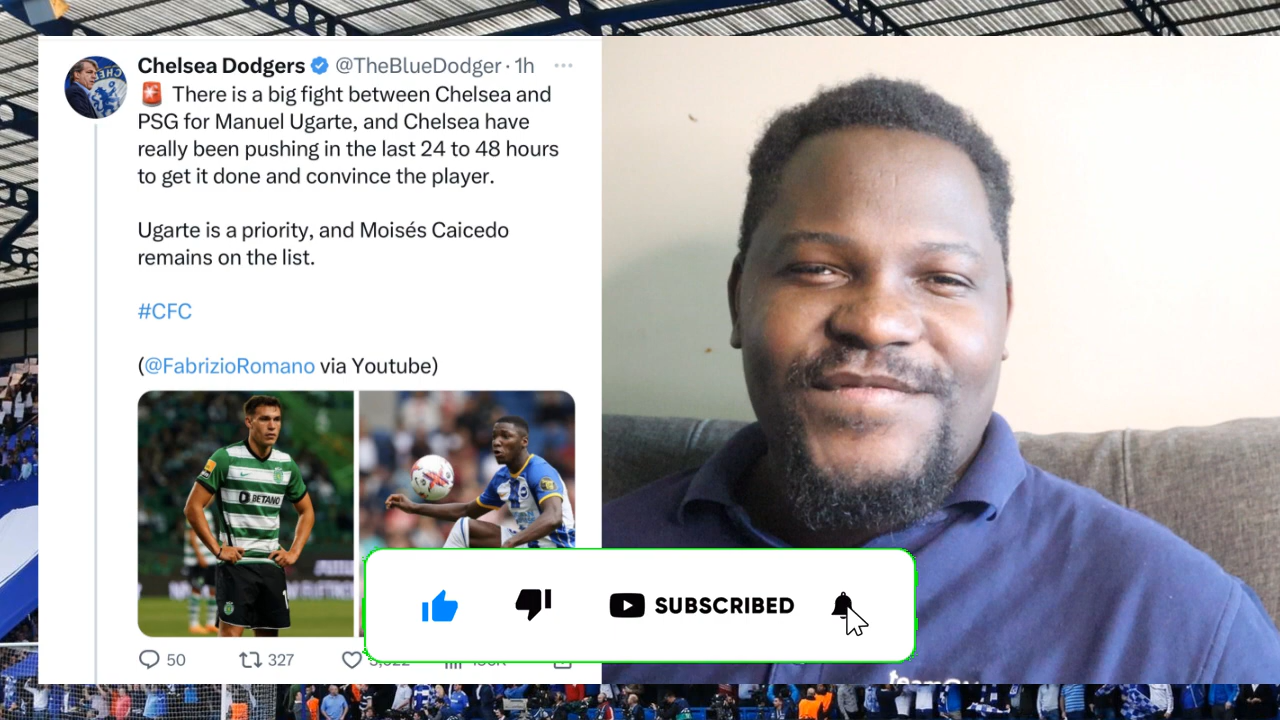 Chelsea Dodgers @TheBlueDodger · 1h
There is a big fight between Chelsea and
PSG for Manuel Ugarte, and Chelsea have
really been pushing in the last 24 to 48 hours
to get it done and convince the player.
Ugarte is a priority, and Moisés Caicedo
remains on the list.
#CFC
(@FabrizioRomano via Youtube)
BETANO
50 327
SUBSCRIBED